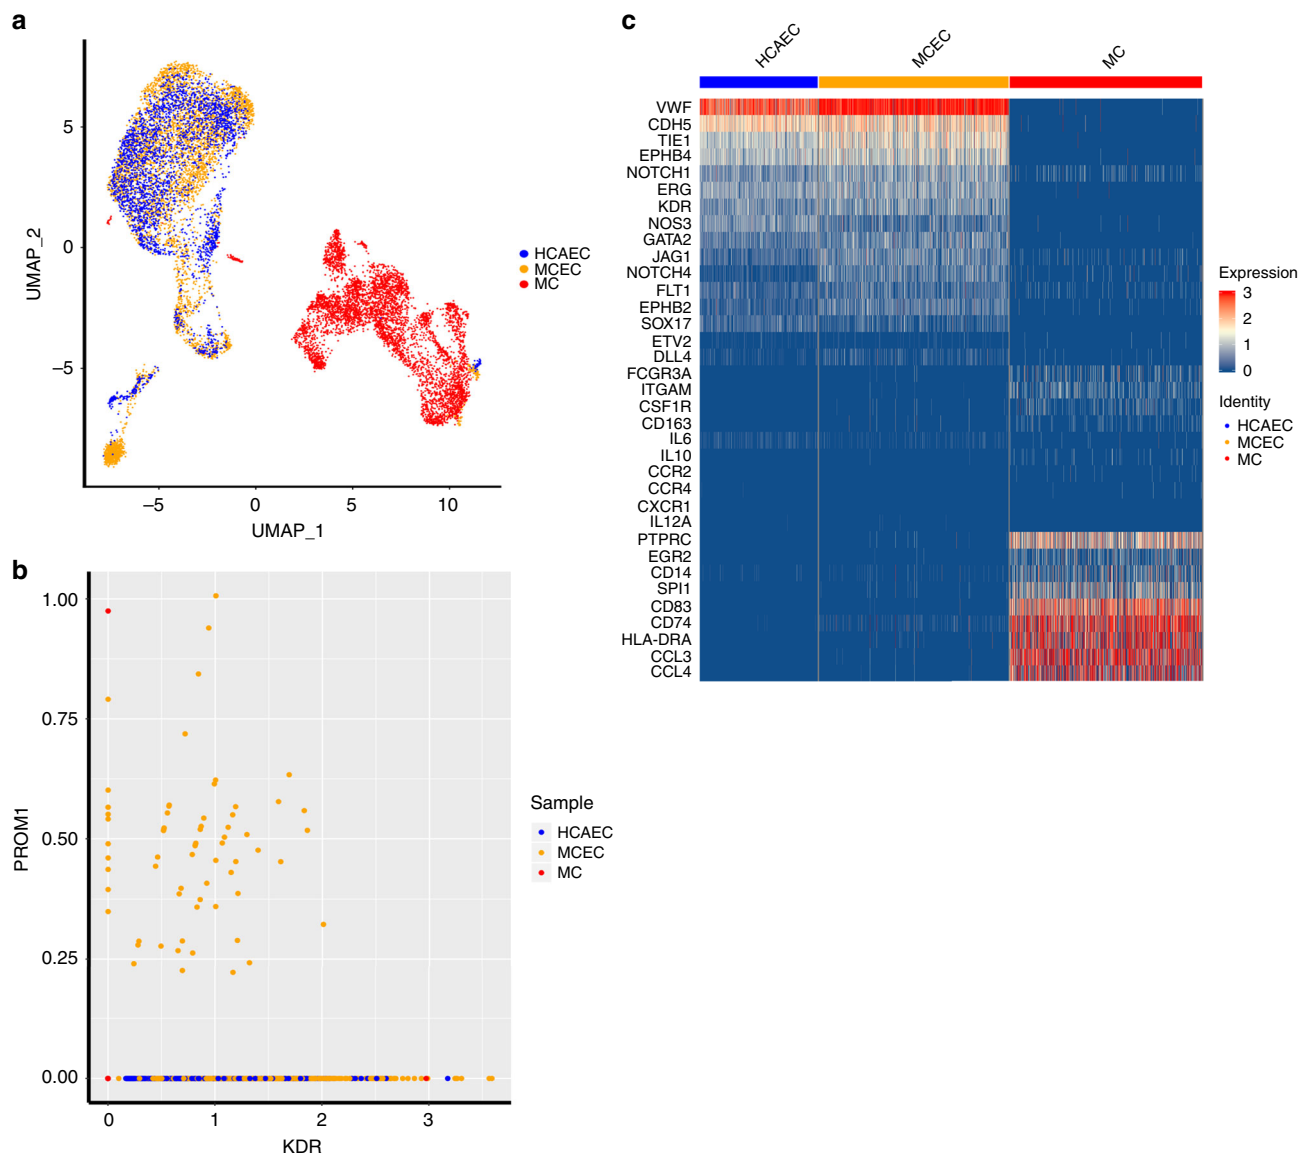 a
5
0
−5
UMAP_2
−5
0
5
10
UMAP_1
HCAEC
MCEC
MC
b
1.00
0.75
0.50
0.25
0.00
PROM1
0
1
2
3
KDR
Sample
HCAEC
MCEC
MC
c
HCAEC
MCEC
MC
VWF
CDH5
TIE1
EPHB4
NOTCH1
ERG
KDR
NOS3
GATA2
JAG1
NOTCH4
FLT1
EPHB2
SOX17
ETV2
DLL4
FCGR3A
ITGAM
CSF1R
CD163
IL6
IL10
CCR2
CCR4
CXCR1
IL12A
PTPRC
EGR2
CD14
SPI1
CD83
CD74
HLA-DRA
CCL3
CCL4
Expression
3
2
1
0
Identity
HCAEC
MCEC
MC